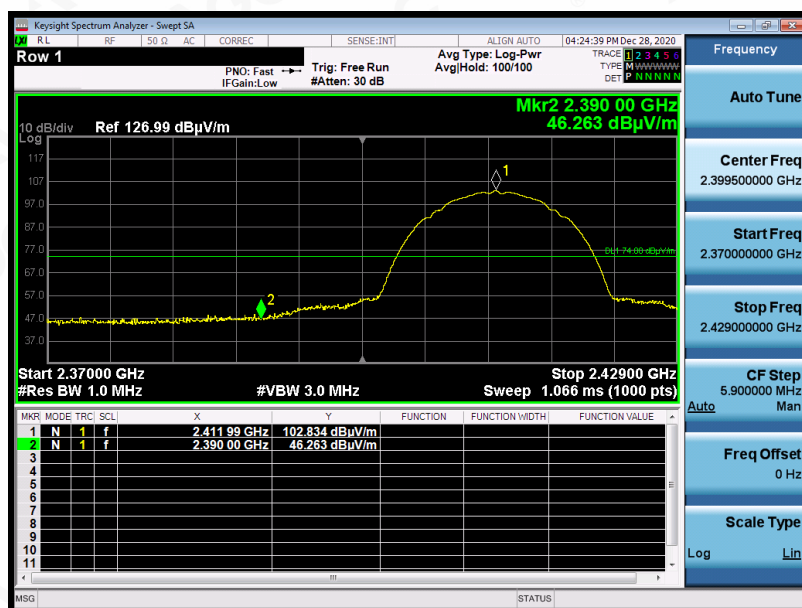 Keysight Spectrum Analyzer - Swept SA
LXI RL RF 50 Ω AC CORREC SENSE:INT ALIGN AUTO 04:24:39 PM Dec 28, 2020
Row 1
PNO: Fast
IFGain:Low
Trig: Free Run
#Atten: 30 dB
Avg Type: Log-Pwr
Avg|Hold: 100/100
TRACE 1 2 3 4 5 6
TYPE M W W W W W
DET P N N N N N
Mkr2 2.390 00 GHz
46.263 dBµV/m
10 dB/div Ref 126.99 dBµV/m
Log
117
107
97.0
87.0
77.0
67.0
57.0
47.0
37.0
1
2
DL1 74.00 dBµV/m
Start 2.37000 GHz Stop 2.42900 GHz
#Res BW 1.0 MHz #VBW 3.0 MHz Sweep 1.066 ms (1000 pts)
MKR MODE TRC SCL X Y FUNCTION FUNCTION WIDTH FUNCTION VALUE
1 N 1 f 2.411 99 GHz 102.834 dBµV/m
2 N 1 f 2.390 00 GHz 46.263 dBµV/m
3
4
5
6
7
8
9
10
11
MSG STATUS
Frequency
Auto Tune
Center Freq
2.399500000 GHz
Start Freq
2.370000000 GHz
Stop Freq
2.429000000 GHz
CF Step
5.900000 MHz
Auto Man
Freq Offset
0 Hz
Scale Type
Log Lin